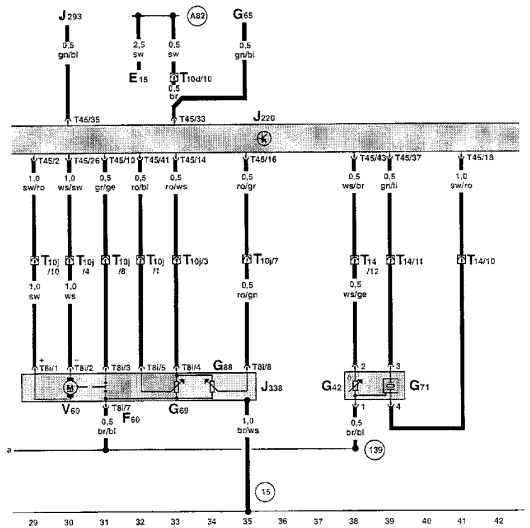 J293 A82 G65
0,5 gn/bl 2,5 sw 0,5 sw 0,5 gn/bl
E15 T10d/10
0,5 br
T45/35 T45/33 J220
T45/2 T45/26 T45/10 T45/41 T45/14 T45/16 T45/43 T45/37 T45/18
1,0 1,0 0,5 0,5 0,5 0,5 0,5 0,5 1,0
sw/ro ws/sw gr/ge ro/bl ro/ws ro/gr ws/br gn/li sw/ro
T10j/10 T10j/4 T10j/8 T10j/1 T10j/3 T10j/7 T14/12 T14/11 T14/10
1,0 1,0 0,5 0,5
sw ws ro/gn ws/ge
+ −
T8i/1 T8i/2 T8i/3 T8i/5 T8i/4 G88 T8i/8 2 3
M J338 G42 G71
V60 T8i/7 F60 G69 1 4
0,5 br/bl 1,0 br/ws 0,5 br/bl
a 139
15
29 30 31 32 33 34 35 36 37 38 39 40 41 42